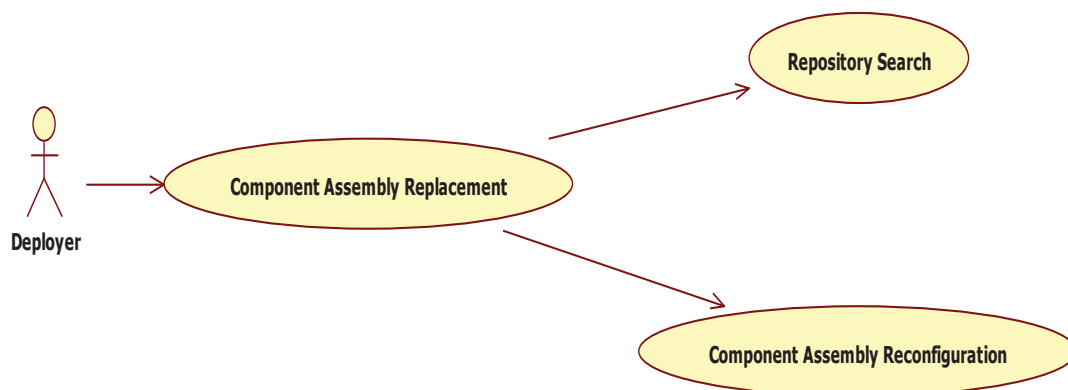 Repository Search
Component Assembly Replacement
Deployer
Component Assembly Reconfiguration